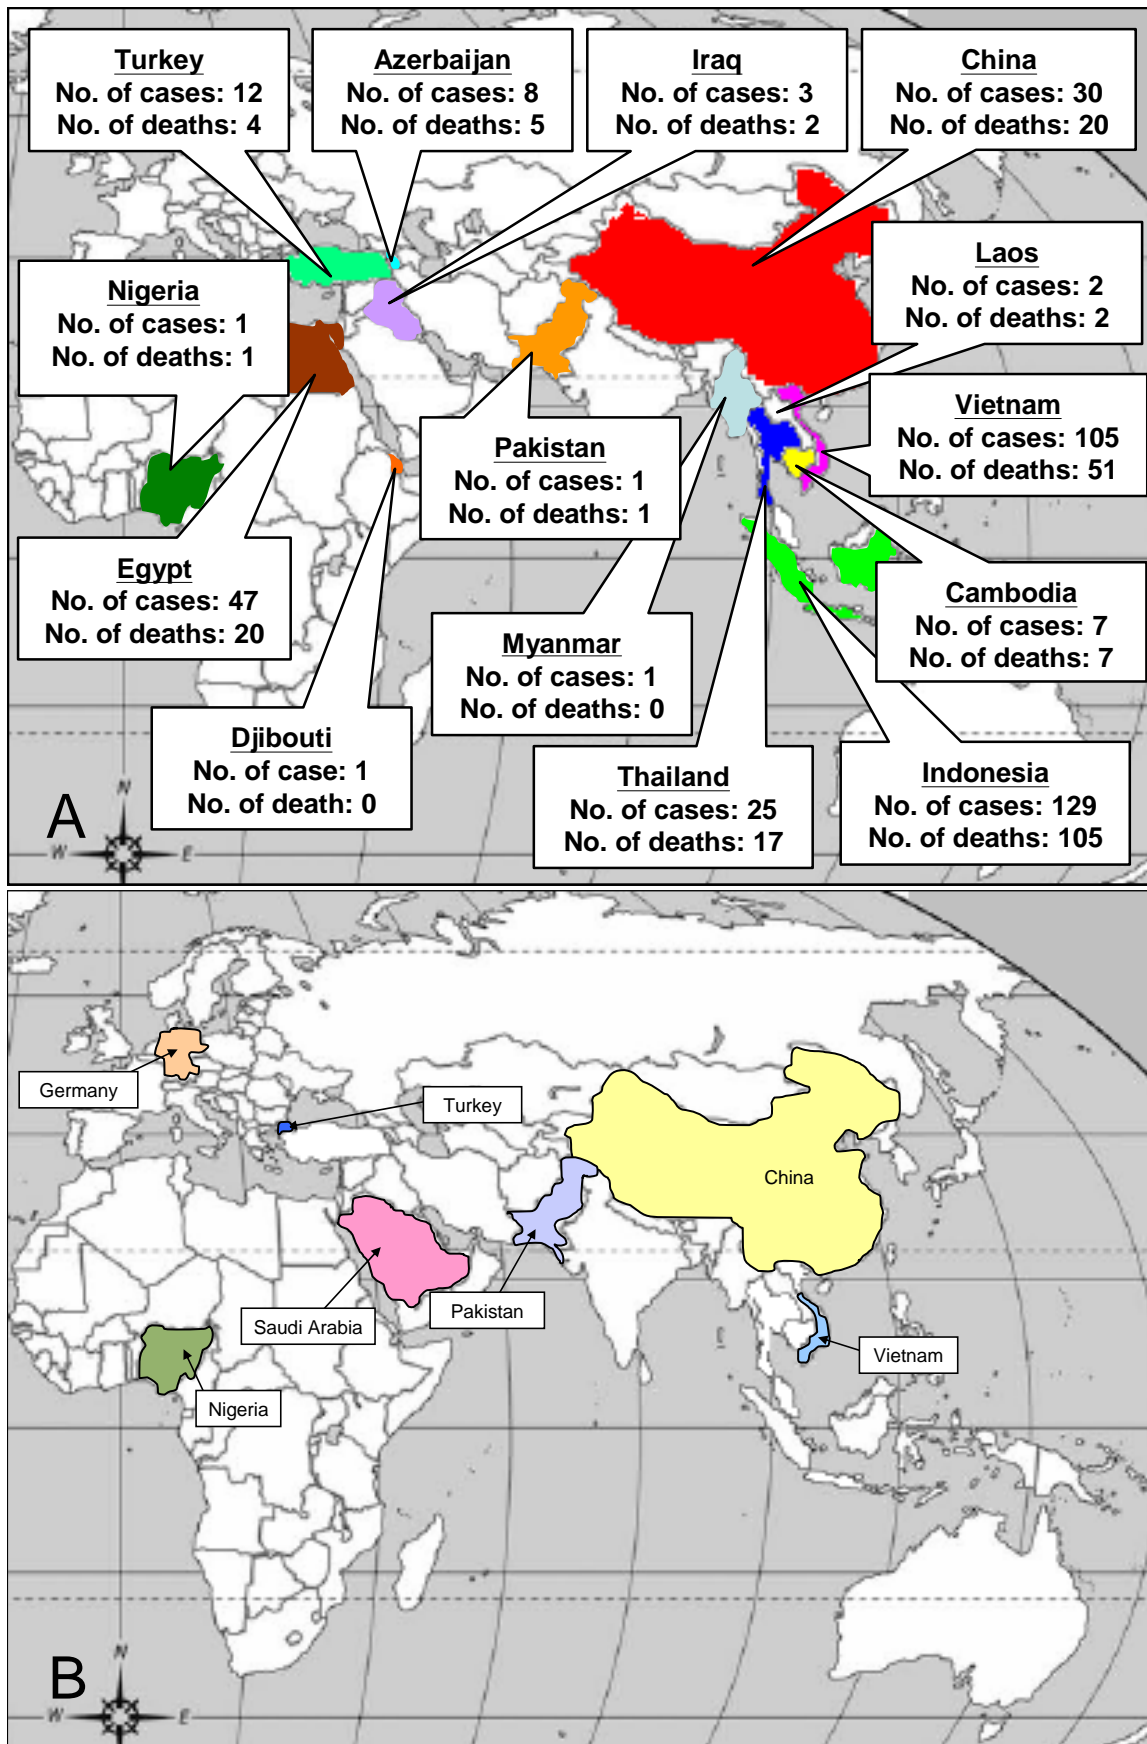 Turkey
No. of cases: 12
No. of deaths: 4
Azerbaijan
No. of cases: 8
No. of deaths: 5
Iraq
No. of cases: 3
No. of deaths: 2
China
No. of cases: 30
No. of deaths: 20
Laos
No. of cases: 2
No. of deaths: 2
Nigeria
No. of cases: 1
No. of deaths: 1
Vietnam
No. of cases: 105
No. of deaths: 51
Pakistan
No. of cases: 1
No. of deaths: 1
Egypt
No. of cases: 47
No. of deaths: 20
Cambodia
No. of cases: 7
No. of deaths: 7
Myanmar
No. of cases: 1
No. of deaths: 0
Djibouti
No. of case: 1
No. of death: 0
Thailand
No. of cases: 25
No. of deaths: 17
Indonesia
No. of cases: 129
No. of deaths: 105
N
A
W E
Germany
Turkey
China
Saudi Arabia
Pakistan
Vietnam
Nigeria
N
B
W E